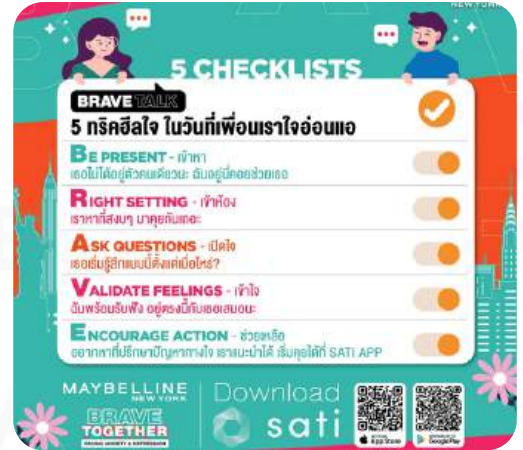 NEW YORK
5 CHECKLISTS
BRAVE TALK
5 ทริคฮีลใจ ในวันที่เพื่อนเราใจอ่อนแอ
BE PRESENT - เข้าหา
เธอไม่ได้อยู่ตัวคนเดียวนะ ฉันอยู่นี่คอยช่วยเธอ
RIGHT SETTING - เข้าห้อง
เราหาที่สงบๆ มาคุยกันเถอะ
ASK QUESTIONS - เปิดใจ
เธอเริ่มรู้สึกแบบนี้ตั้งแต่เมื่อไหร่?
VALIDATE FEELINGS - เข้าใจ
ฉันพร้อมรับฟัง อยู่ตรงนี้กับเธอเสมอนะ
ENCOURAGE ACTION - ช่วยเหลือ
อยากหาที่ปรึกษาปัญหาทางใจ เราแนะนำได้ เริ่มคุยได้ที่ SATI APP
MAYBELLINE
NEW YORK
BRAVE
TOGETHER
Download
sati
App Store
Google Play